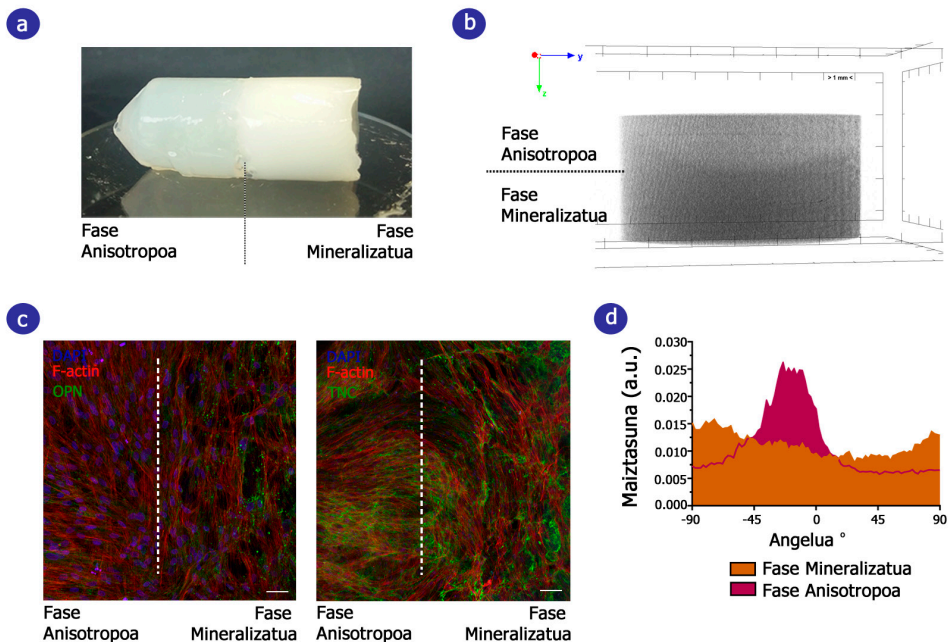 a
Fase
Anisotropoa
Fase
Mineralizatua
b
y
z
> 1 mm <
Fase
Anisotropoa
Fase
Mineralizatua
c
DAPI
F-actin
OPN
Fase
Anisotropoa
Fase
Mineralizatua
DAPI
F-actin
TNC
Fase
Anisotropoa
Fase
Mineralizatua
d
Maiztasuna (a.u.)
0.030
0.025
0.020
0.015
0.010
0.005
0.000
-90
-45
0
45
90
Angelua °
Fase Mineralizatua
Fase Anisotropoa